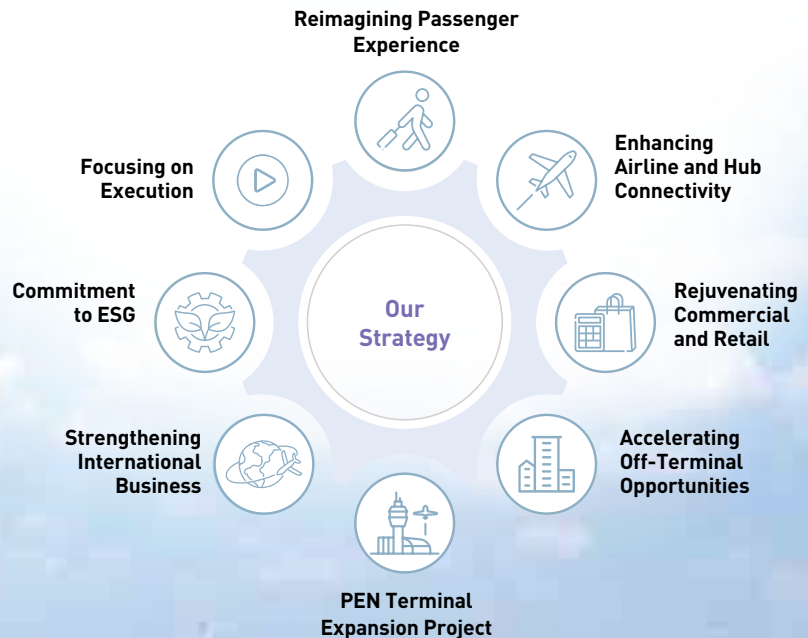 Reimagining Passenger
Experience
Enhancing
Airline and Hub
Connectivity
Rejuvenating
Commercial
and Retail
Accelerating
Off-Terminal
Opportunities
PEN Terminal
Expansion Project
Strengthening
International
Business
Commitment
to ESG
Focusing on
Execution
Our
Strategy